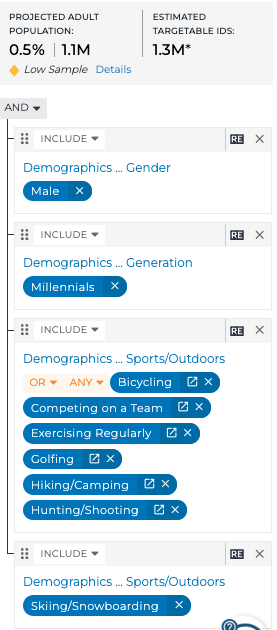 PROJECTED ADULT POPULATION:
0.5% | 1.1M
ESTIMATED TARGETABLE IDS:
1.3M*
Low Sample Details
AND
INCLUDE RE
Demographics ... Gender
Male
INCLUDE RE
Demographics ... Generation
Millennials
INCLUDE RE
Demographics ... Sports/Outdoors
OR ANY Bicycling
Competing on a Team
Exercising Regularly
Golfing
Hiking/Camping
Hunting/Shooting
INCLUDE RE
Demographics ... Sports/Outdoors
Skiing/Snowboarding
?